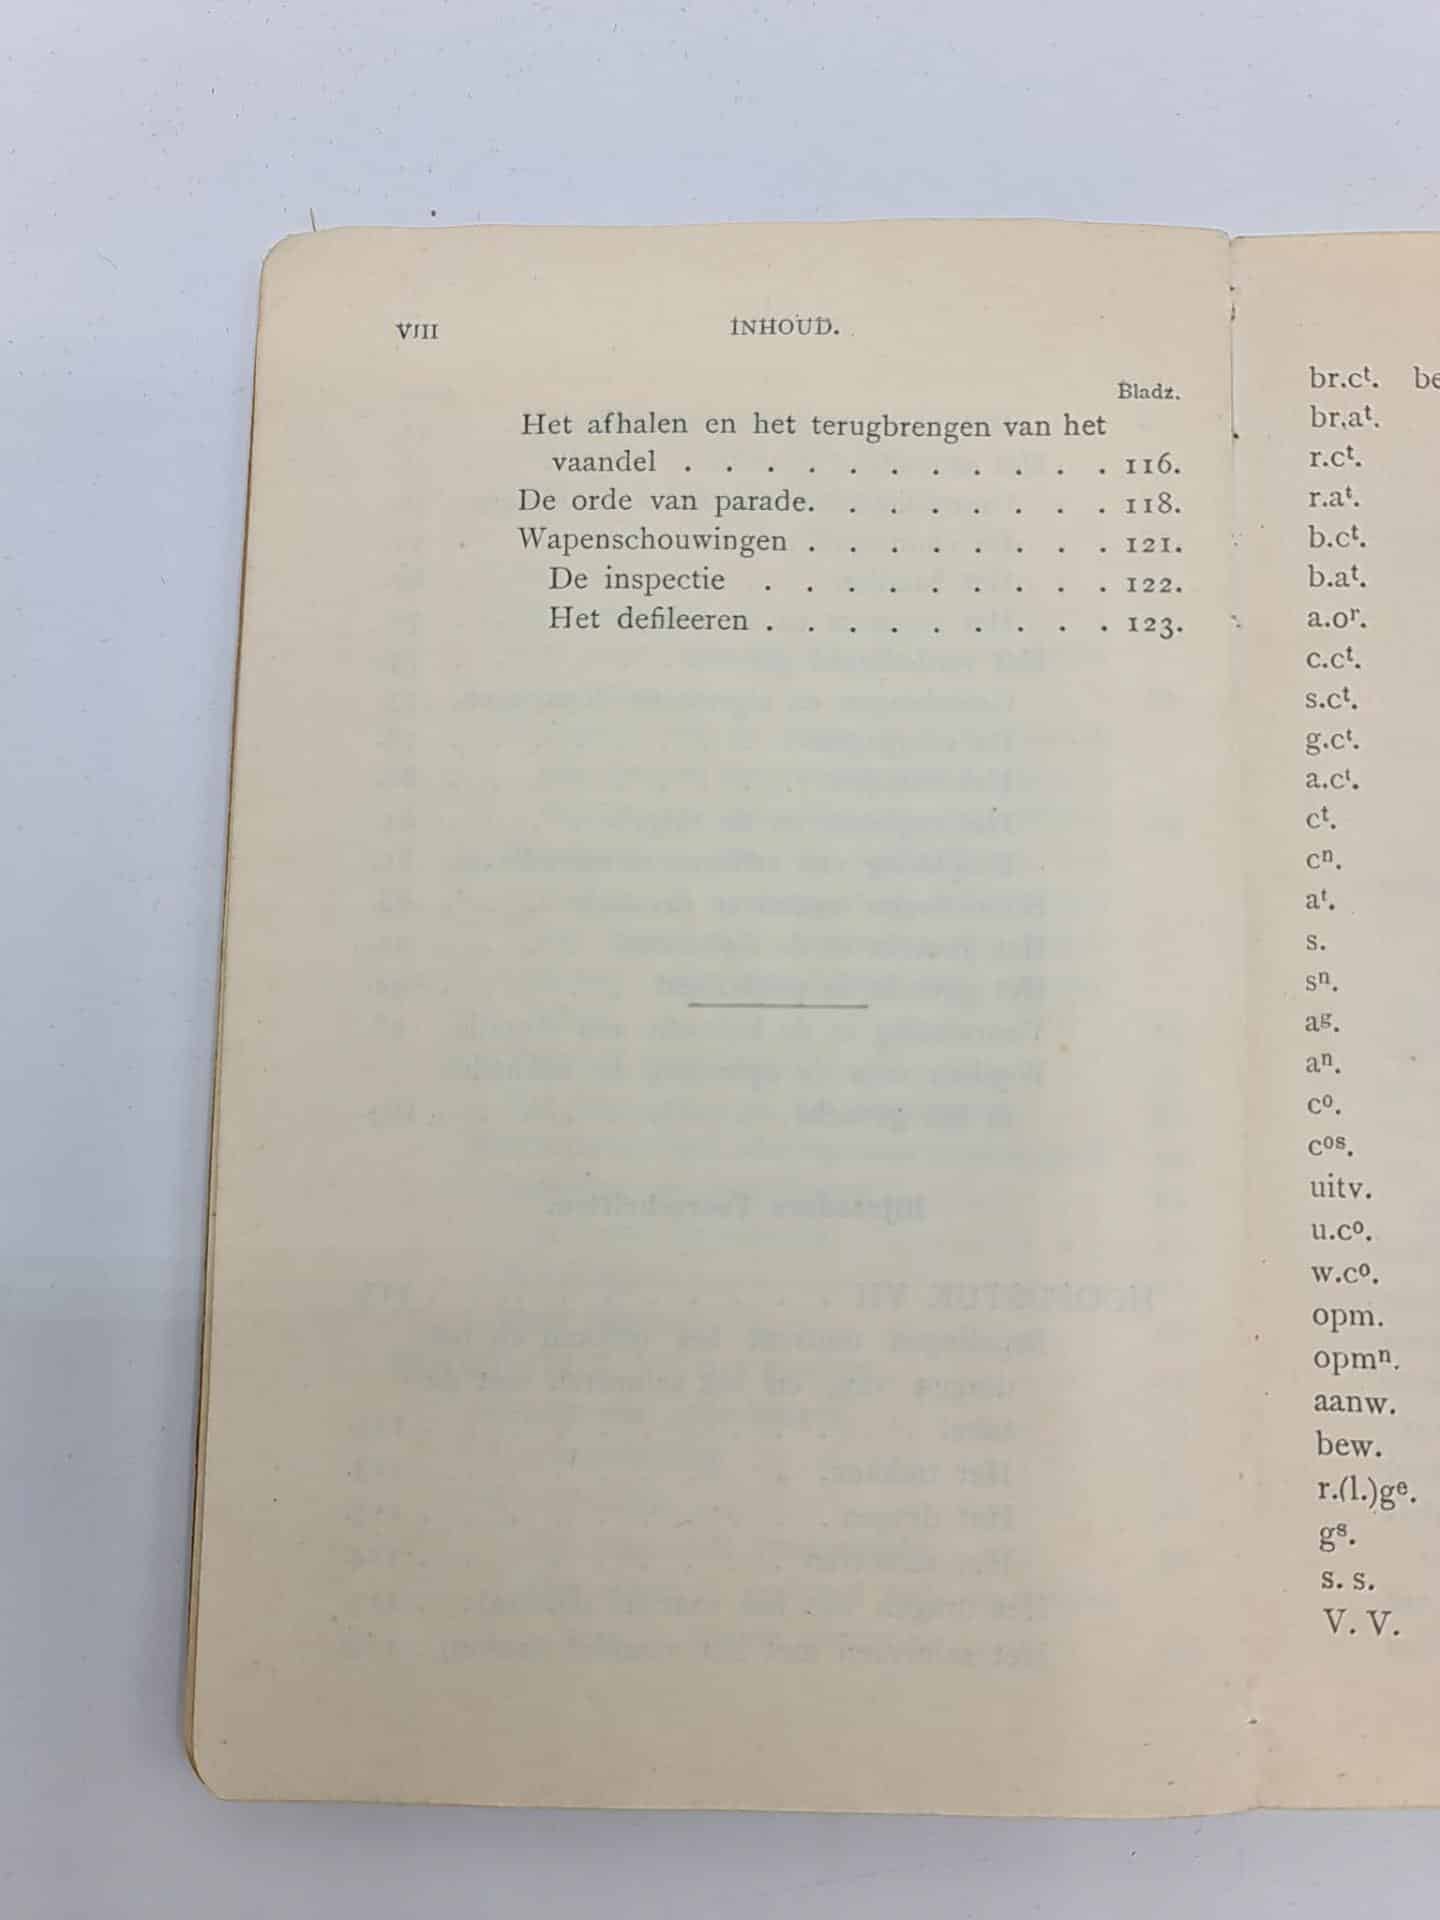 VIII INHOUD.
Bladz.
Het afhalen en het terugbrengen van het
vaandel . . . . . . . . . . . 116.
De orde van parade. . . . . . . . 118.
Wapenschouwingen . . . . . . . . 121.
De inspectie . . . . . . . . . 122.
Het defileeren . . . . . . . . . 123.
br.cᵗ. be
br.aᵗ.
r.cᵗ.
r.aᵗ.
b.cᵗ.
b.aᵗ.
a.oʳ.
c.cᵗ.
s.cᵗ.
g.cᵗ.
a.cᵗ.
cᵗ.
cⁿ.
aᵗ.
s.
sⁿ.
aᵍ.
aⁿ.
cᵒ.
cᵒˢ.
uitv.
u.cᵒ.
w.cᵒ.
opm.
opmⁿ.
aanw.
bew.
r.(l.)gᵉ.
gˢ.
s. s.
V. V.